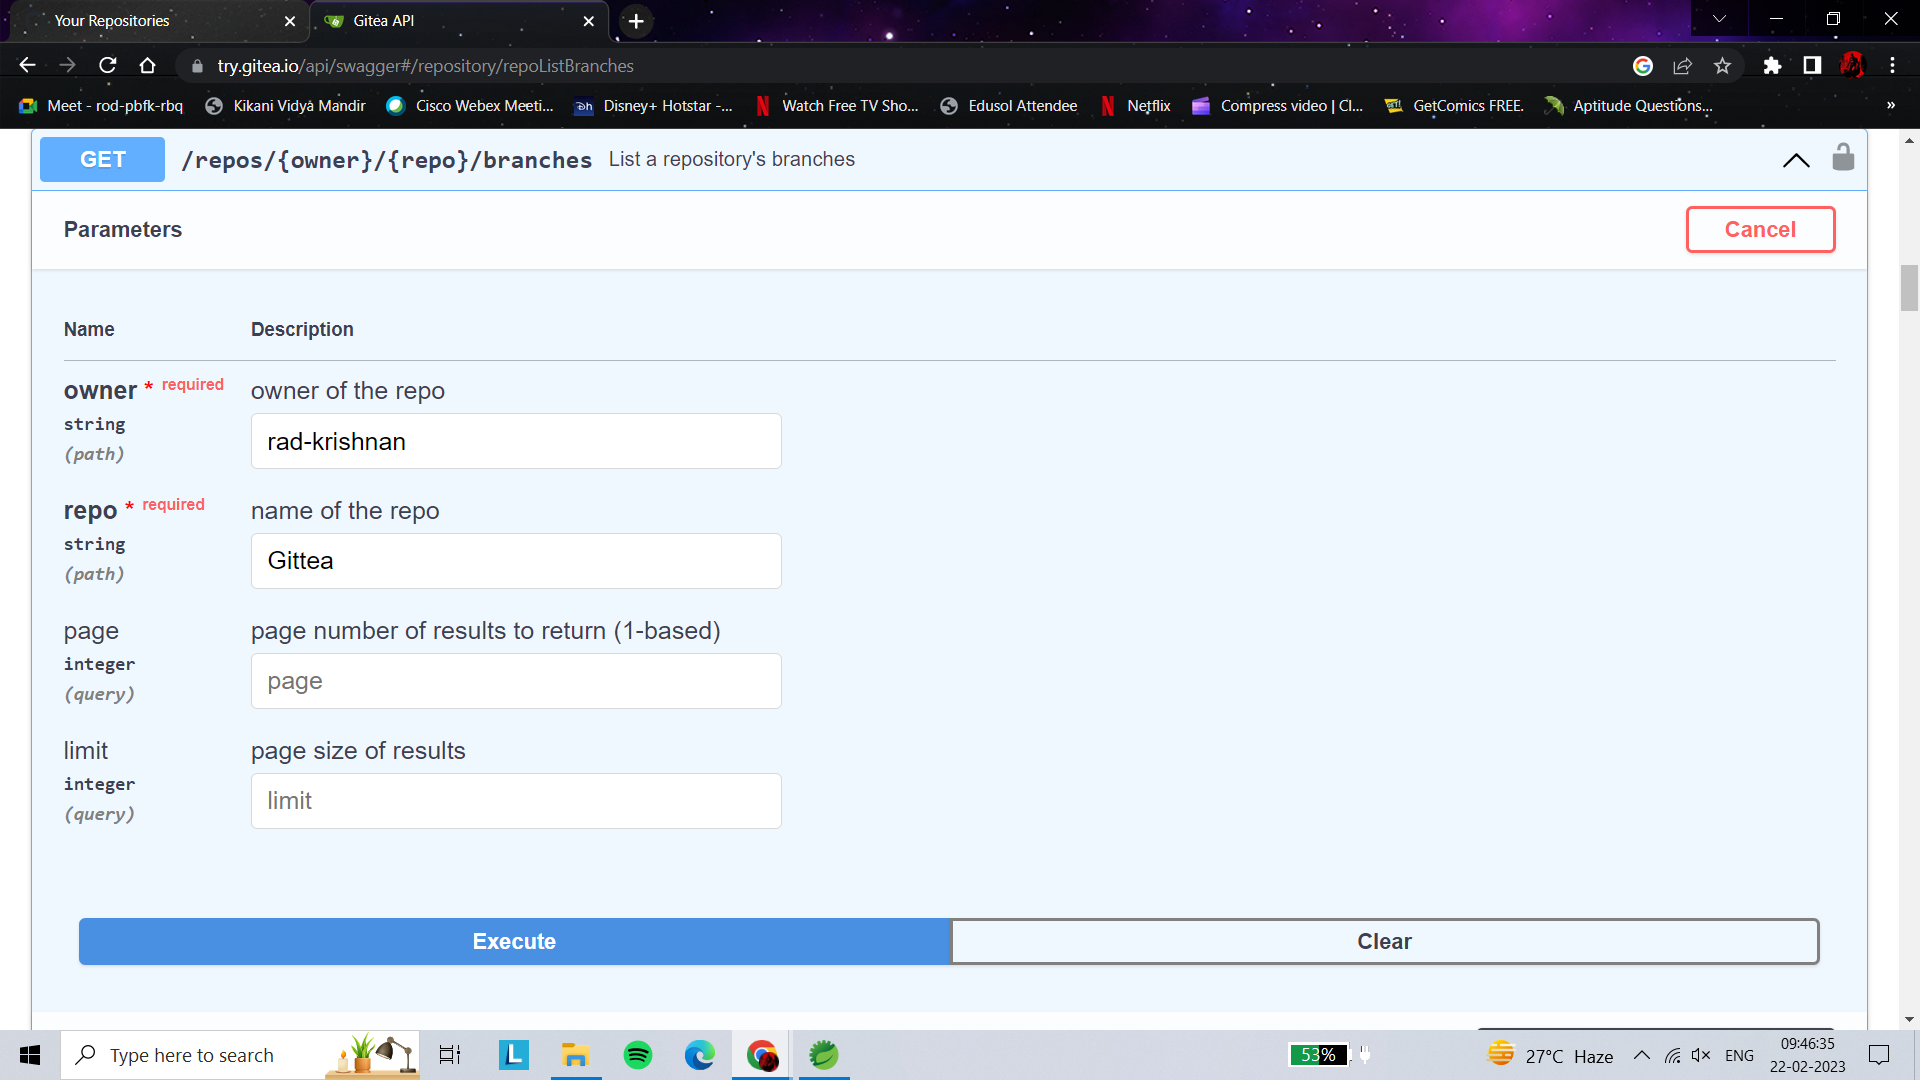 Your Repositories
Gitea API
try.gitea.io/api/swagger#/repository/repoListBranches
Meet - rod-pbfk-rbq
Kikani Vidya Mandir
Cisco Webex Meeti...
Disney+ Hotstar -...
Watch Free TV Sho...
Edusol Attendee
Netflix
Compress video | Cl...
GetComics FREE.
Aptitude Questions...
»
GET /repos/{owner}/{repo}/branches List a repository's branches
Parameters
Cancel
Name Description
owner * required
string
(path)
owner of the repo
rad-krishnan
repo * required
string
(path)
name of the repo
Gittea
page
integer
(query)
page number of results to return (1-based)
page
limit
integer
(query)
page size of results
limit
Execute
Clear
Type here to search
53%
27°C Haze
ENG
09:46:35
22-02-2023